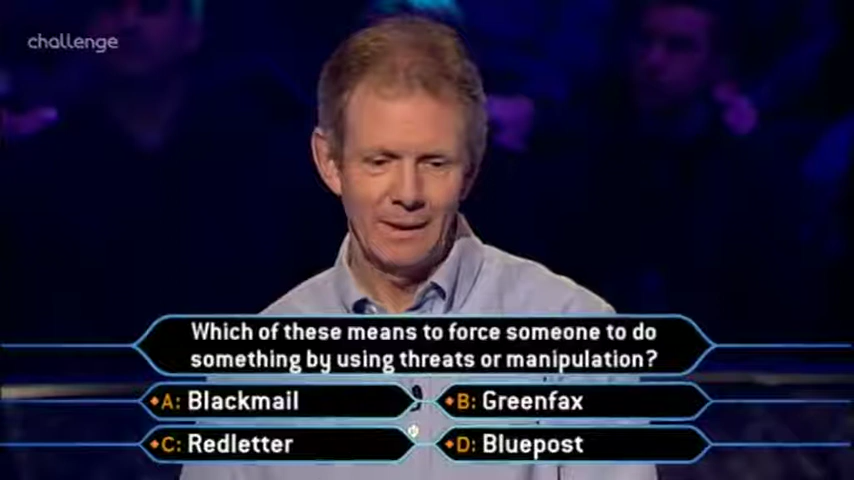 challenge
Which of these means to force someone to do
something by using threats or manipulation?
A: Blackmail
B: Greenfax
C: Redletter
D: Bluepost